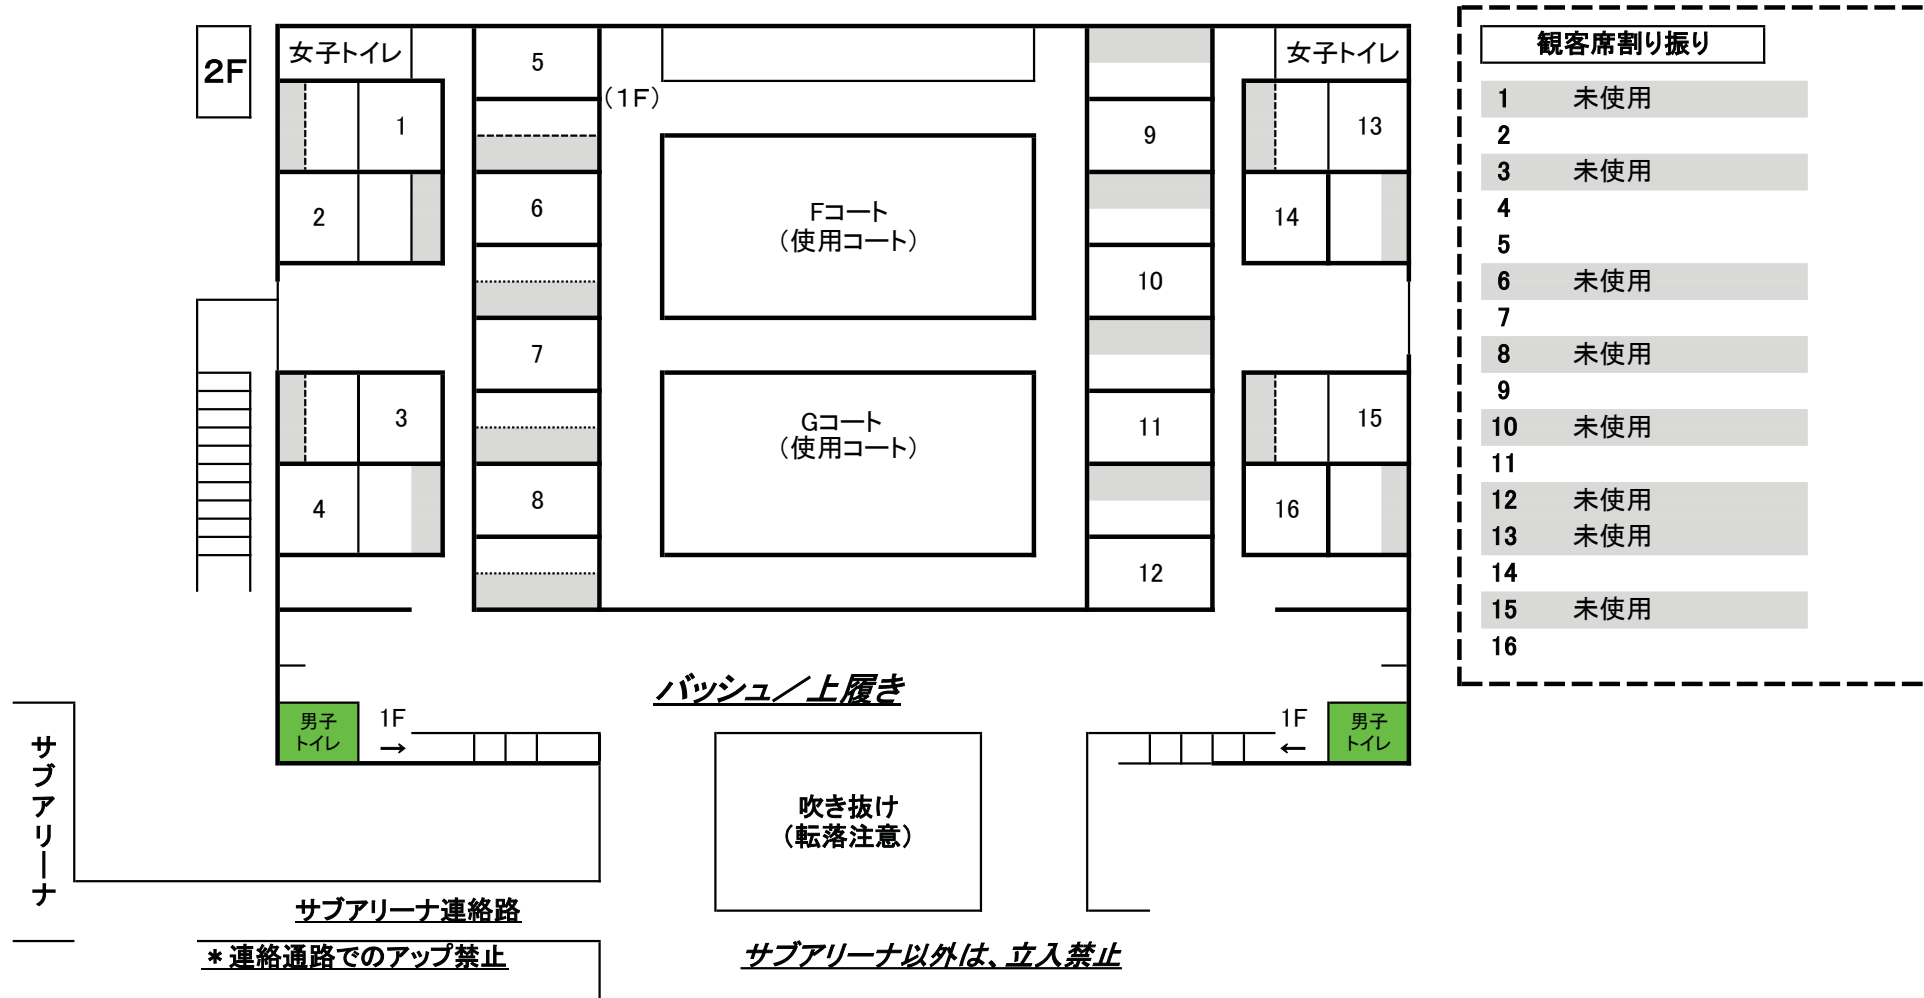 2F
女子トイレ
1
2
3
4
5
6
7
8
(1F)
Fコート
(使用コート)
Gコート
(使用コート)
9
10
11
12
女子トイレ
13
14
15
16
観客席割り振り
1 未使用
2
3 未使用
4
5
6 未使用
7
8 未使用
9
10 未使用
11
12 未使用
13 未使用
14
15 未使用
16
バッシュ／上履き
男子
トイレ
1F
→
1F
←
男子
トイレ
サブアリーナ
吹き抜け
(転落注意)
サブアリーナ連絡路
＊連絡通路でのアップ禁止
サブアリーナ以外は、立入禁止